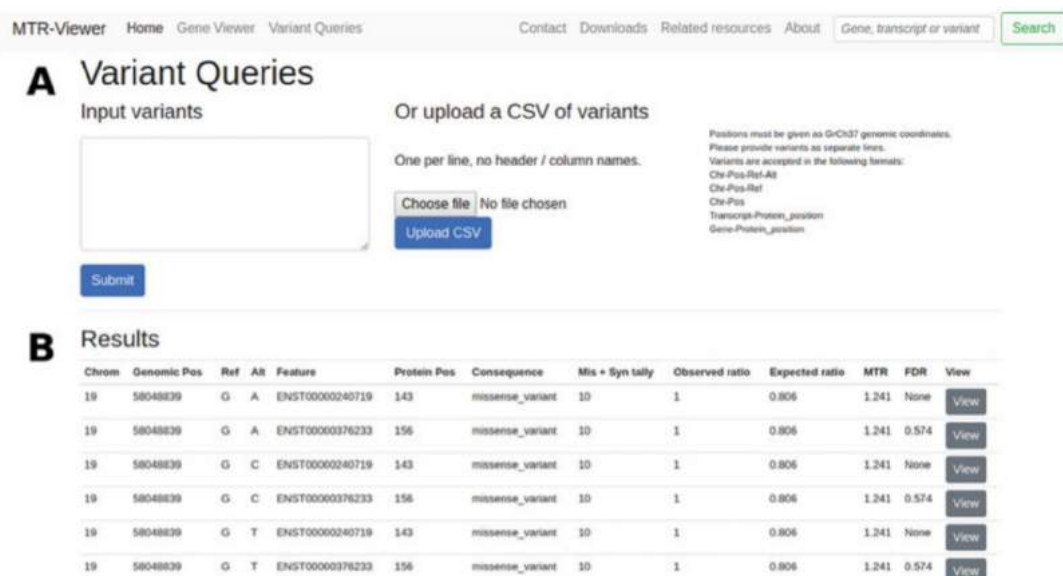 MTR-Viewer Home Gene Viewer Variant Queries Contact Downloads Related resources About Gene, transcript or variant Search
A Variant Queries
Input variants Or upload a CSV of variants
Positions must be given as GrCh37 genomic coordinates.
Please provide variants as separate lines.
One per line, no header / column names. Variants are accepted in the following formats:
Chr-Pos-Ref-Alt
Chr-Pos-Ref
Choose file No file chosen Chr-Pos
Transcript-Protein_position
Upload CSV Gene-Protein_position
Submit
B Results
Chrom Genomic Pos Ref Alt Feature Protein Pos Consequence Mis + Syn tally Observed ratio Expected ratio MTR FDR View
19 58048839 G A ENST00000240719 143 missense_variant 10 1 0.806 1.241 None View
19 58048839 G A ENST00000376233 156 missense_variant 10 1 0.806 1.241 0.574 View
19 58048839 G C ENST00000240719 143 missense_variant 10 1 0.806 1.241 None View
19 58048839 G C ENST00000376233 156 missense_variant 10 1 0.806 1.241 0.574 View
19 58048839 G T ENST00000240719 143 missense_variant 10 1 0.806 1.241 None View
19 58048839 G T ENST00000376233 156 missense_variant 10 1 0.806 1.241 0.574 View